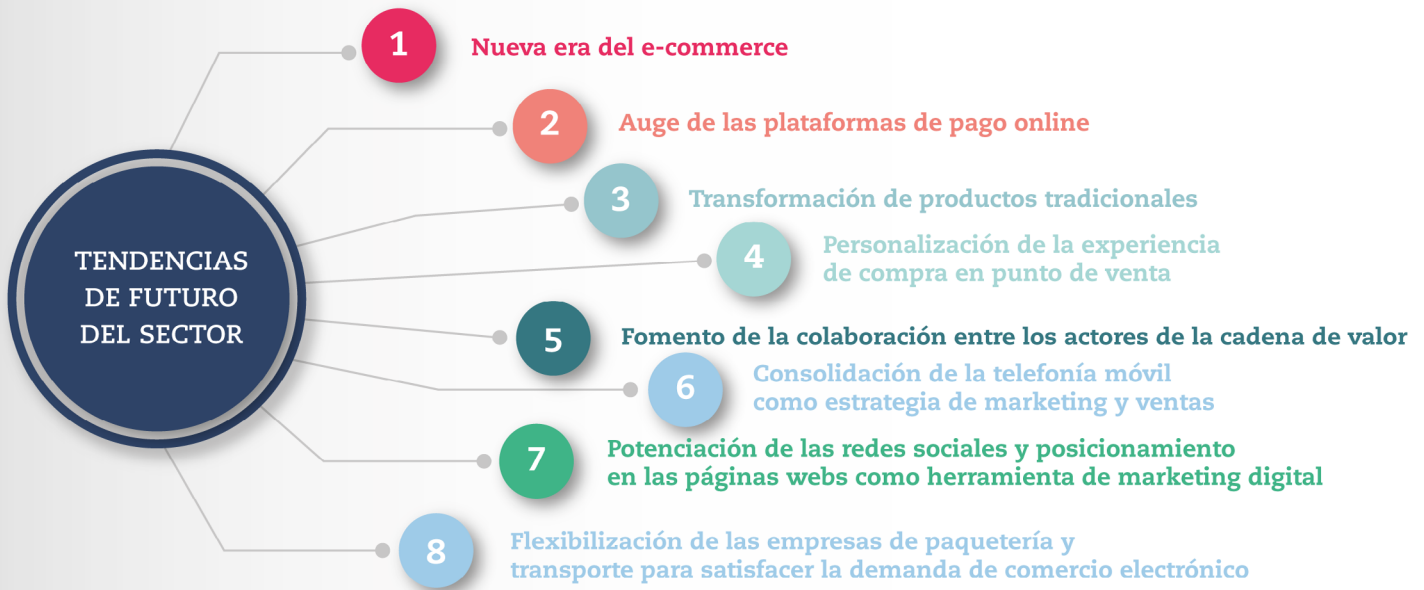 TENDENCIAS
DE FUTURO
DEL SECTOR
1
Nueva era del e-commerce
2
Auge de las plataformas de pago online
3
Transformación de productos tradicionales
4
Personalización de la experiencia
de compra en punto de venta
5
Fomento de la colaboración entre los actores de la cadena de valor
6
Consolidación de la telefonía móvil
como estrategia de marketing y ventas
7
Potenciación de las redes sociales y posicionamiento
en las páginas webs como herramienta de marketing digital
8
Flexibilización de las empresas de paquetería y
transporte para satisfacer la demanda de comercio electrónico